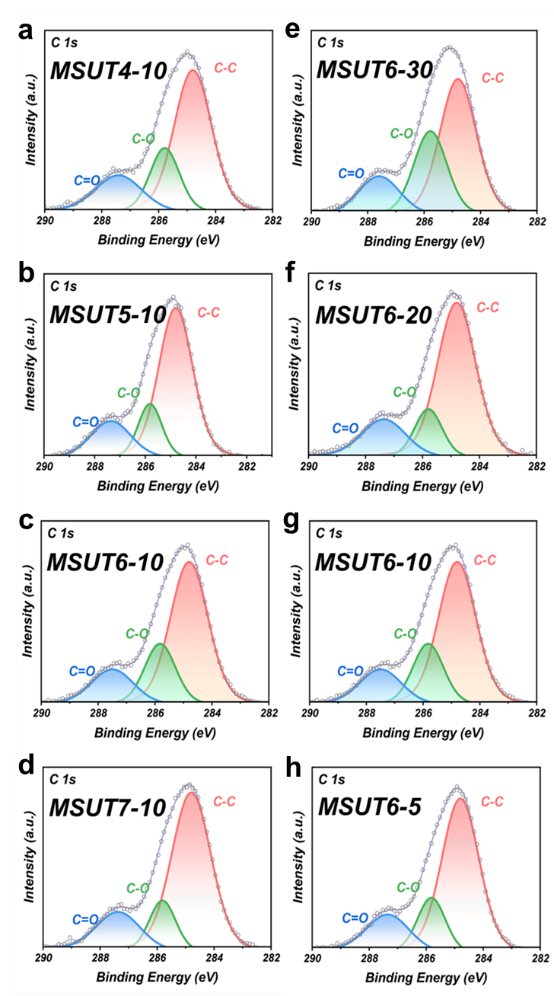 a
C 1s
MSUT4-10
C-C
C-O
C=O
Intensity (a.u.)
290 288 286 284 282
Binding Energy (eV)
e
C 1s
MSUT6-30
C-C
C-O
C=O
Intensity (a.u.)
290 288 286 284 282
Binding Energy (eV)
b
C 1s
MSUT5-10
C-C
C-O
C=O
Intensity (a.u.)
290 288 286 284
Binding Energy (eV)
f
C 1s
MSUT6-20
C-C
C-O
C=O
Intensity (a.u.)
290 288 286 284 282
Binding Energy (eV)
c
C 1s
MSUT6-10
C-C
C-O
C=O
Intensity (a.u.)
290 288 286 284 282
Binding Energy (eV)
g
C 1s
MSUT6-10
C-C
C-O
C=O
Intensity (a.u.)
290 288 286 284 282
Binding Energy (eV)
d
C 1s
MSUT7-10
C-C
C-O
C=O
Intensity (a.u.)
290 288 286 284 282
Binding Energy (eV)
h
C 1s
MSUT6-5
C-C
C-O
C=O
Intensity (a.u.)
290 288 286 284 282
Binding Energy (eV)